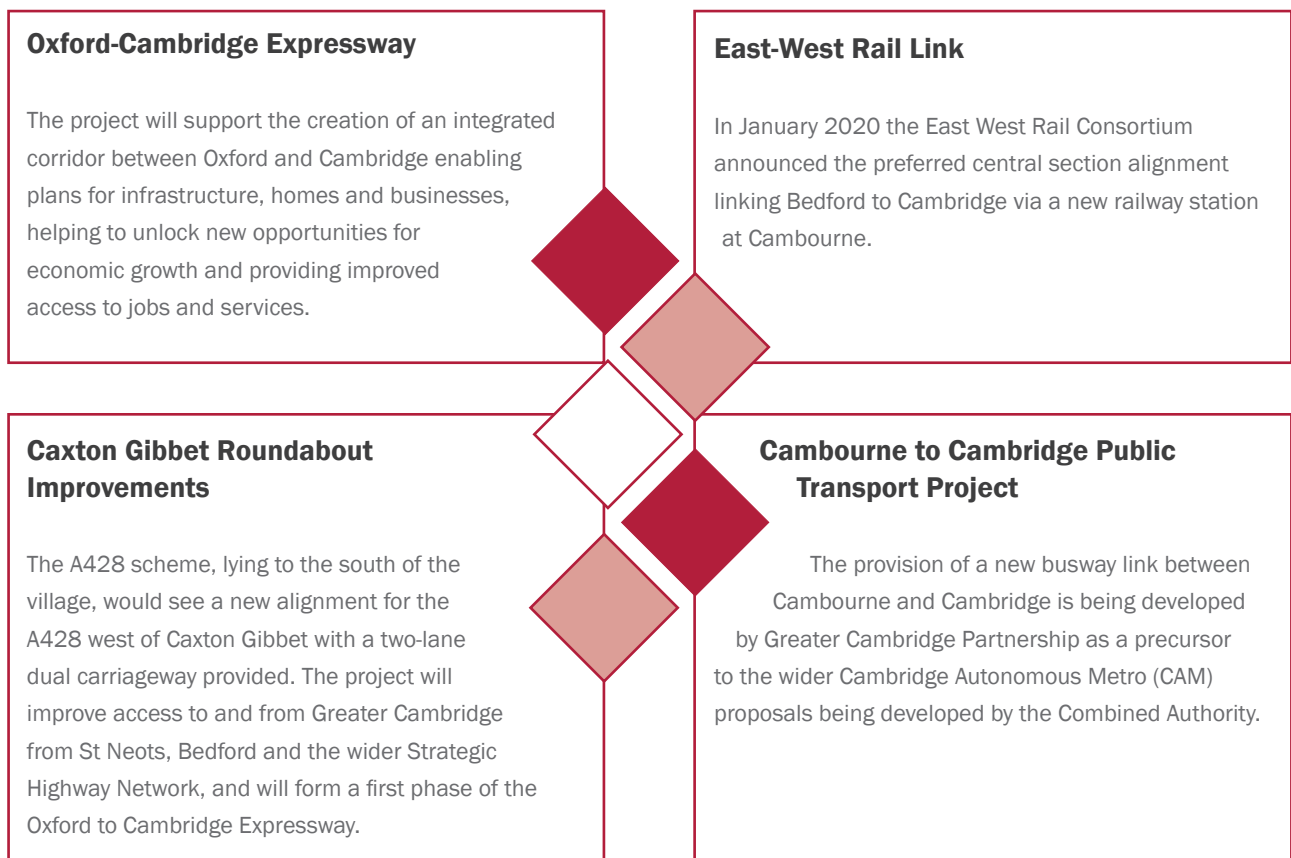 Oxford-Cambridge Expressway
The project will support the creation of an integrated
corridor between Oxford and Cambridge enabling
plans for infrastructure, homes and businesses,
helping to unlock new opportunities for
economic growth and providing improved
access to jobs and services.
East-West Rail Link
In January 2020 the East West Rail Consortium
announced the preferred central section alignment
linking Bedford to Cambridge via a new railway station
at Cambourne.
Caxton Gibbet Roundabout
Improvements
The A428 scheme, lying to the south of the
village, would see a new alignment for the
A428 west of Caxton Gibbet with a two-lane
dual carriageway provided. The project will
improve access to and from Greater Cambridge
from St Neots, Bedford and the wider Strategic
Highway Network, and will form a first phase of the
Oxford to Cambridge Expressway.
Cambourne to Cambridge Public
Transport Project
The provision of a new busway link between
Cambourne and Cambridge is being developed
by Greater Cambridge Partnership as a precursor
to the wider Cambridge Autonomous Metro (CAM)
proposals being developed by the Combined Authority.